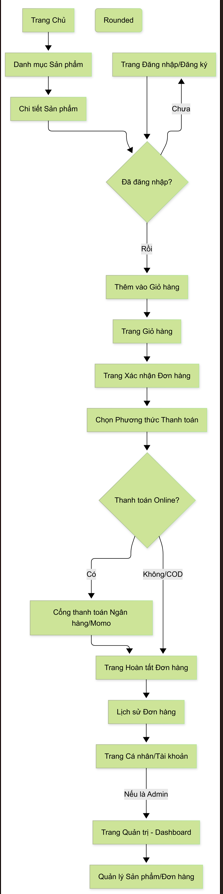 Trang Chủ
Rounded
Danh mục Sản phẩm
Trang Đăng nhập/Đăng ký
Chi tiết Sản phẩm
Chưa
Đã đăng nhập?
Rồi
Thêm vào Giỏ hàng
Trang Giỏ hàng
Trang Xác nhận Đơn hàng
Chọn Phương thức Thanh toán
Thanh toán Online?
Có
Không/COD
Cổng thanh toán Ngân
hàng/Momo
Trang Hoàn tất Đơn hàng
Lịch sử Đơn hàng
Trang Cá nhân/Tài khoản
Nếu là Admin
Trang Quản trị - Dashboard
Quản lý Sản phẩm/Đơn hàng